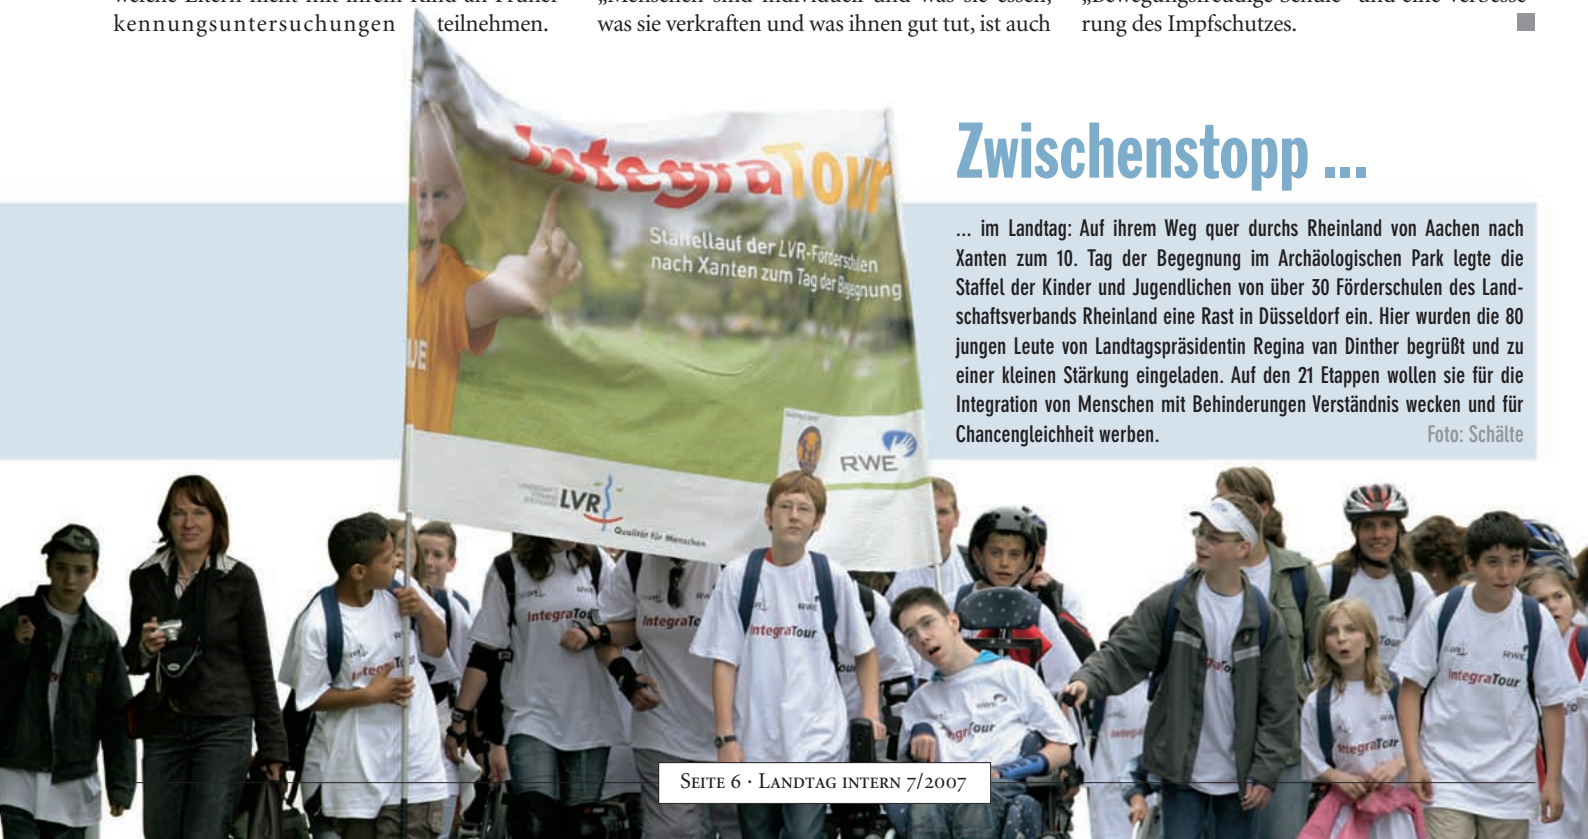 kennungsuntersuchungen teilnehmen.
was sie verkraften und was ihnen gut tut, ist auch
rung des Impfschutzes.
Zwischenstopp ...
... im Landtag: Auf ihrem Weg quer durchs Rheinland von Aachen nach
Xanten zum 10. Tag der Begegnung im Archäologischen Park legte die
Staffel der Kinder und Jugendlichen von über 30 Förderschulen des Land-
schaftsverbands Rheinland eine Rast in Düsseldorf ein. Hier wurden die 80
jungen Leute von Landtagspräsidentin Regina van Dinther begrüßt und zu
einer kleinen Stärkung eingeladen. Auf den 21 Etappen wollen sie für die
Integration von Menschen mit Behinderungen Verständnis wecken und für
Chancengleichheit werben. Foto: Schälte
IntegraTour
Staffellauf der LVR-Förderschulen
nach Xanten zum Tag der Begegnung
RWE
LVR
Qualität für Menschen
IntegraTour
IntegraTour
RWE
IntegraTour
RWE
IntegraTour
IntegraTour
SEITE 6 · LANDTAG INTERN 7/2007